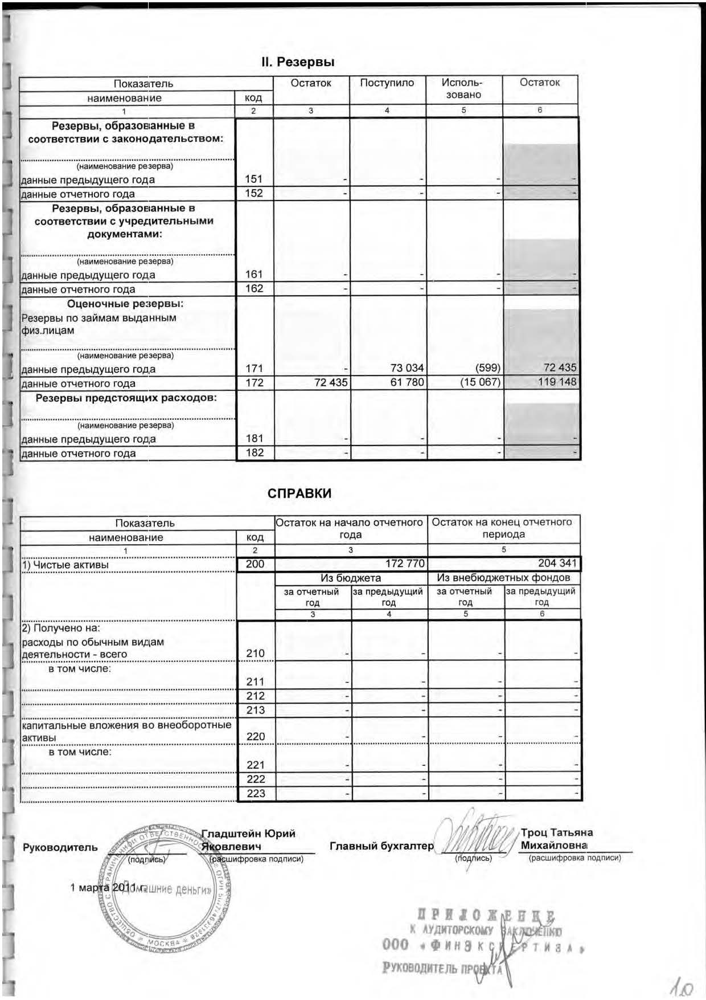 II. Резервы
Показатель Остаток Поступило Исполь-
зовано Остаток
наименование код
1 2 3 4 5 6
Резервы, образованные в
соответствии с законодательством:
(наименование резерва)
данные предыдущего года 151 - - - -
данные отчетного года 152 - - - -
Резервы, образованные в
соответствии с учредительными
документами:
(наименование резерва)
данные предыдущего года 161 - - - -
данные отчетного года 162 - - - -
Оценочные резервы:
Резервы по займам выданным
физ.лицам
(наименование резерва)
данные предыдущего года 171 - 73 034 (599) 72 435
данные отчетного года 172 72 435 61 780 (15 067) 119 148
Резервы предстоящих расходов:
(наименование резерва)
данные предыдущего года 181 - - - -
данные отчетного года 182 - - - -
СПРАВКИ
Показатель Остаток на начало отчетного
года Остаток на конец отчетного
периода
наименование код
1 2 3 5
1) Чистые активы 200 172 770 204 341
Из бюджета Из внебюджетных фондов
за отчетный
год за предыдущий
год за отчетный
год за предыдущий
год
3 4 5 6
2) Получено на:
расходы по обычным видам
деятельности - всего 210 - - - -
в том числе:
211 - - - -
212 - - - -
213 - - - -
капитальные вложения во внеоборотные
активы 220 - - - -
в том числе:
221 - - - -
222 - - - -
223 - - - -
Руководитель
(подпись)
Гладштейн Юрий
Яковлевич
(расшифровка подписи)
Главный бухгалтер
(подпись)
Троц Татьяна
Михайловна
(расшифровка подписи)
1 марта 2011 г.
ОБЩЕСТВО С ОГРАНИЧЕННОЙ ОТВЕТСТВЕННОСТЬЮ
МОСКВА
«Домашние деньги»
ПРИЛОЖЕНИЕ
К АУДИТОРСКОМУ ЗАКЛЮЧЕНИЮ
ООО «ФИНЭКСПЕРТИЗА»
РУКОВОДИТЕЛЬ ПРОЕКТА
10